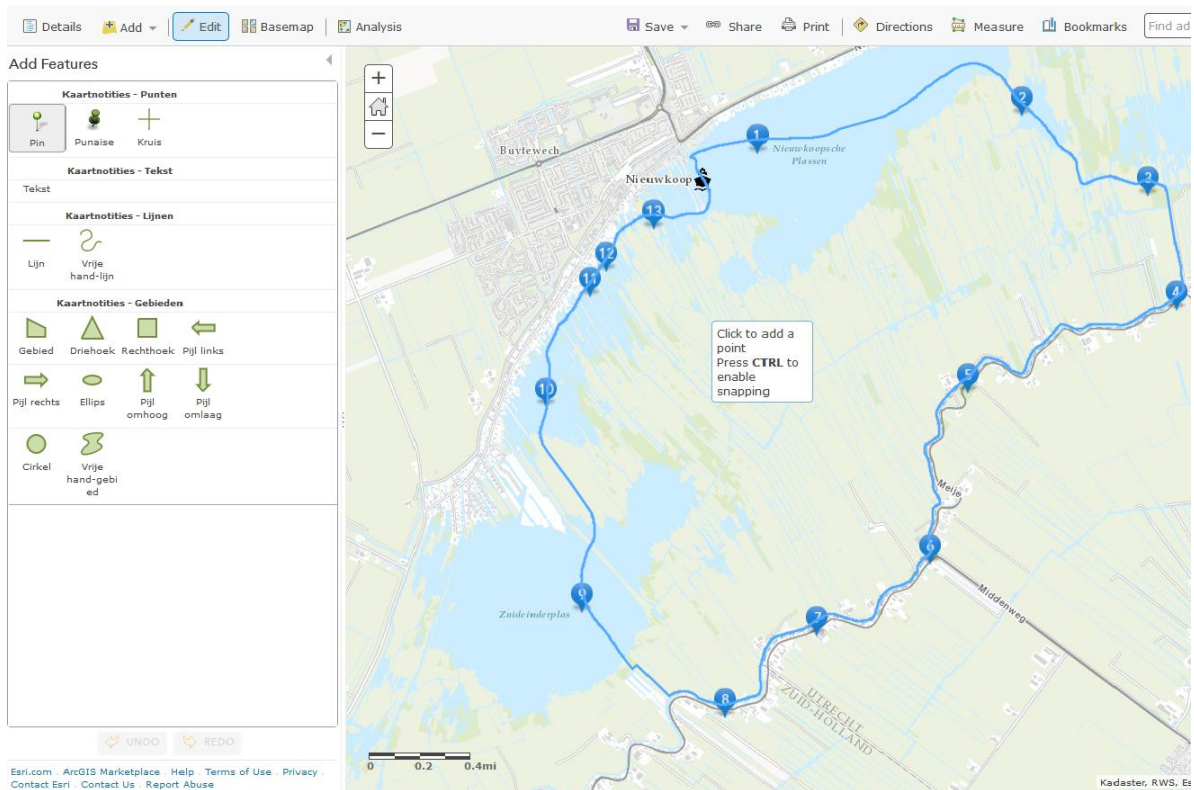 Details Add Edit Basemap Analysis Save Share Print Directions Measure Bookmarks Find ad
Add Features
Kaartnotities - Punten
Pin Punaise Kruis
Kaartnotities - Tekst
Tekst
Kaartnotities - Lijnen
Lijn Vrije
hand-lijn
Kaartnotities - Gebieden
Gebied Driehoek Rechthoek Pijl links
Pijl rechts Ellips Pijl
omhoog
Pijl
omlaag
Cirkel Vrije
hand-gebi
ed
UNDO REDO
Esri.com . ArcGIS Marketplace . Help . Terms of Use . Privacy .
Contact Esri . Contact Us . Report Abuse
+
−
Buytewech
Nieuwkoop
Nieuwkoopsche
Plassen
1
2
3
4
5
6
7
8
9
10
11
12
13
Click to add a
point
Press CTRL to
enable
snapping
Meije
Middenweg
Zuideinderplas
UTRECHT
ZUID-HOLLAND
0 0.2 0.4mi
Kadaster, RWS, Es